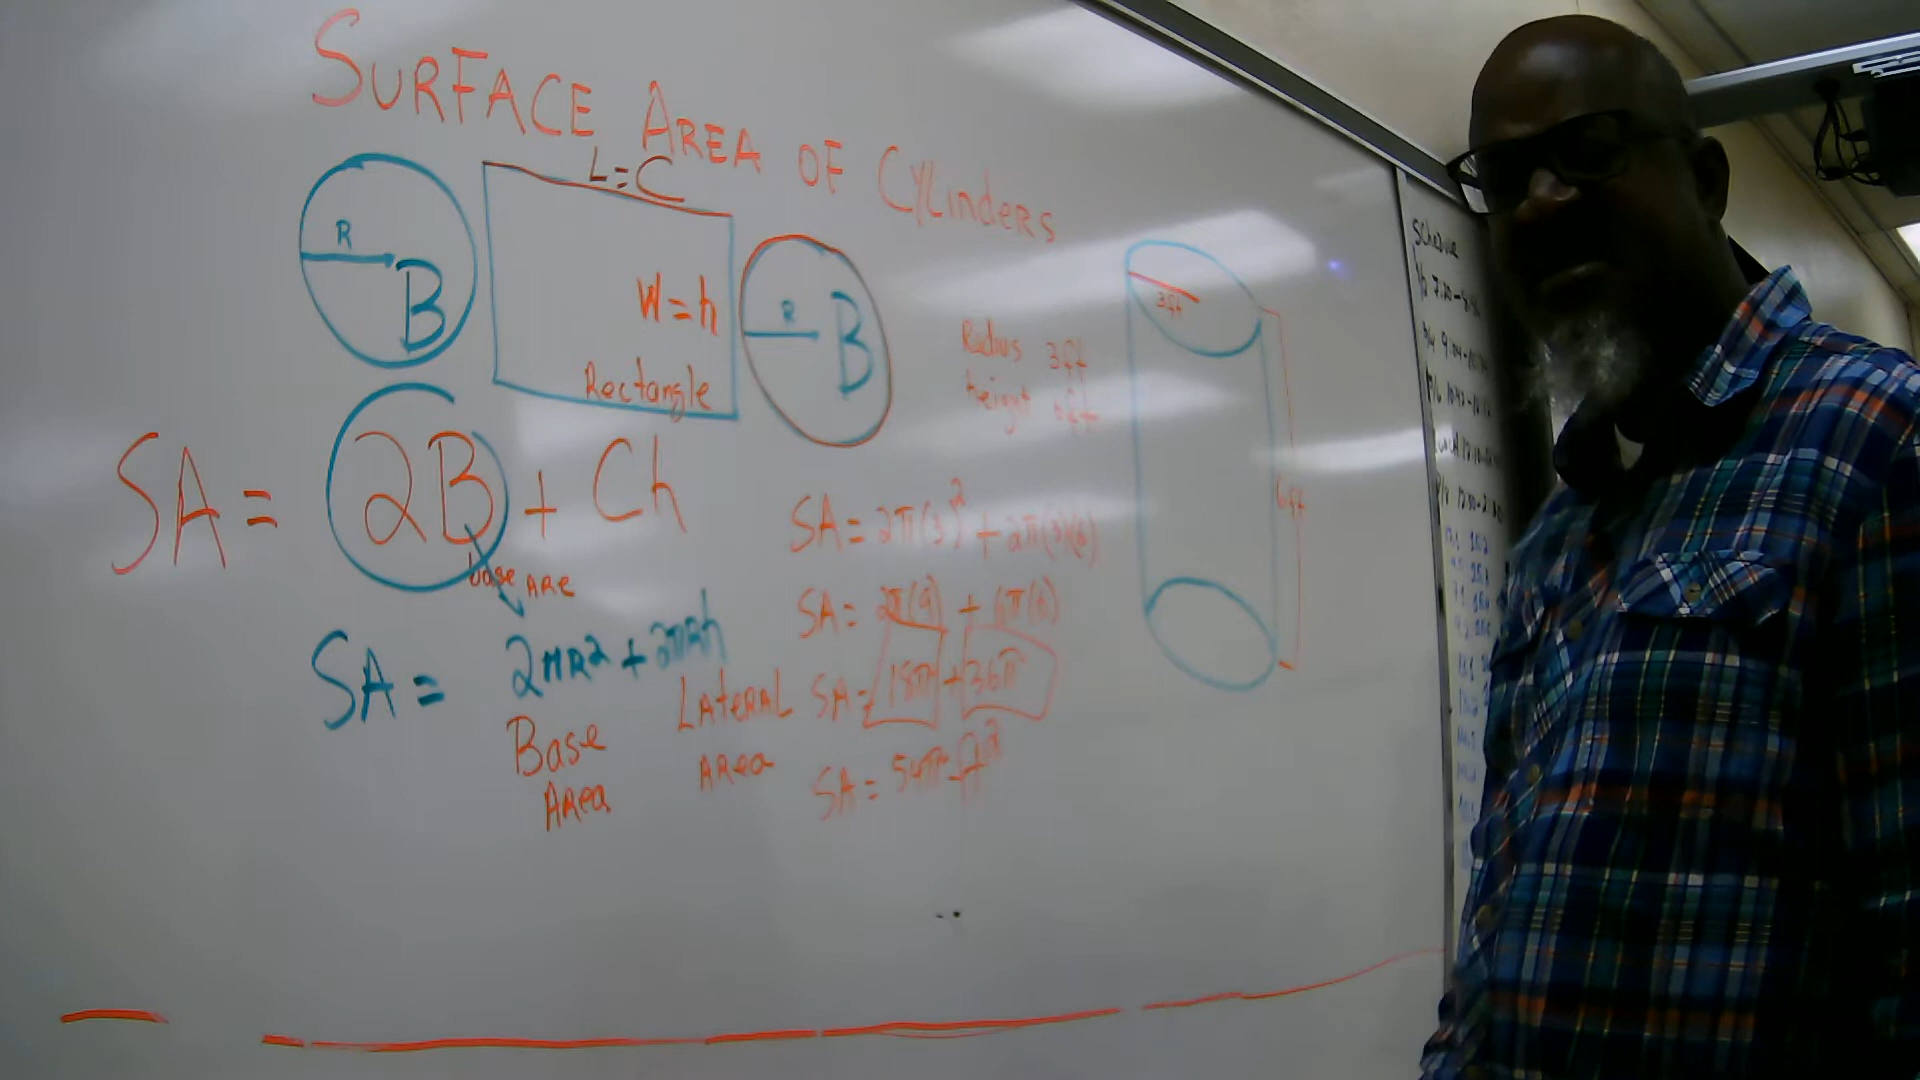 SURFACE AREA OF CYLinders
L=C
R
B
W=h
Rectangle
R
B
3ft
Radius 3ft
height 6ft
6ft
SA = 2B + Ch
base ARE
SA = 2πR2 + 2πRh
Base Area
LATERAL AREA
SA = 2π(3)2 + 2π(3)(6)
SA = 2π(9) + 6π(6)
SA = 18π + 36π
SA = 54π ft2
Schedule